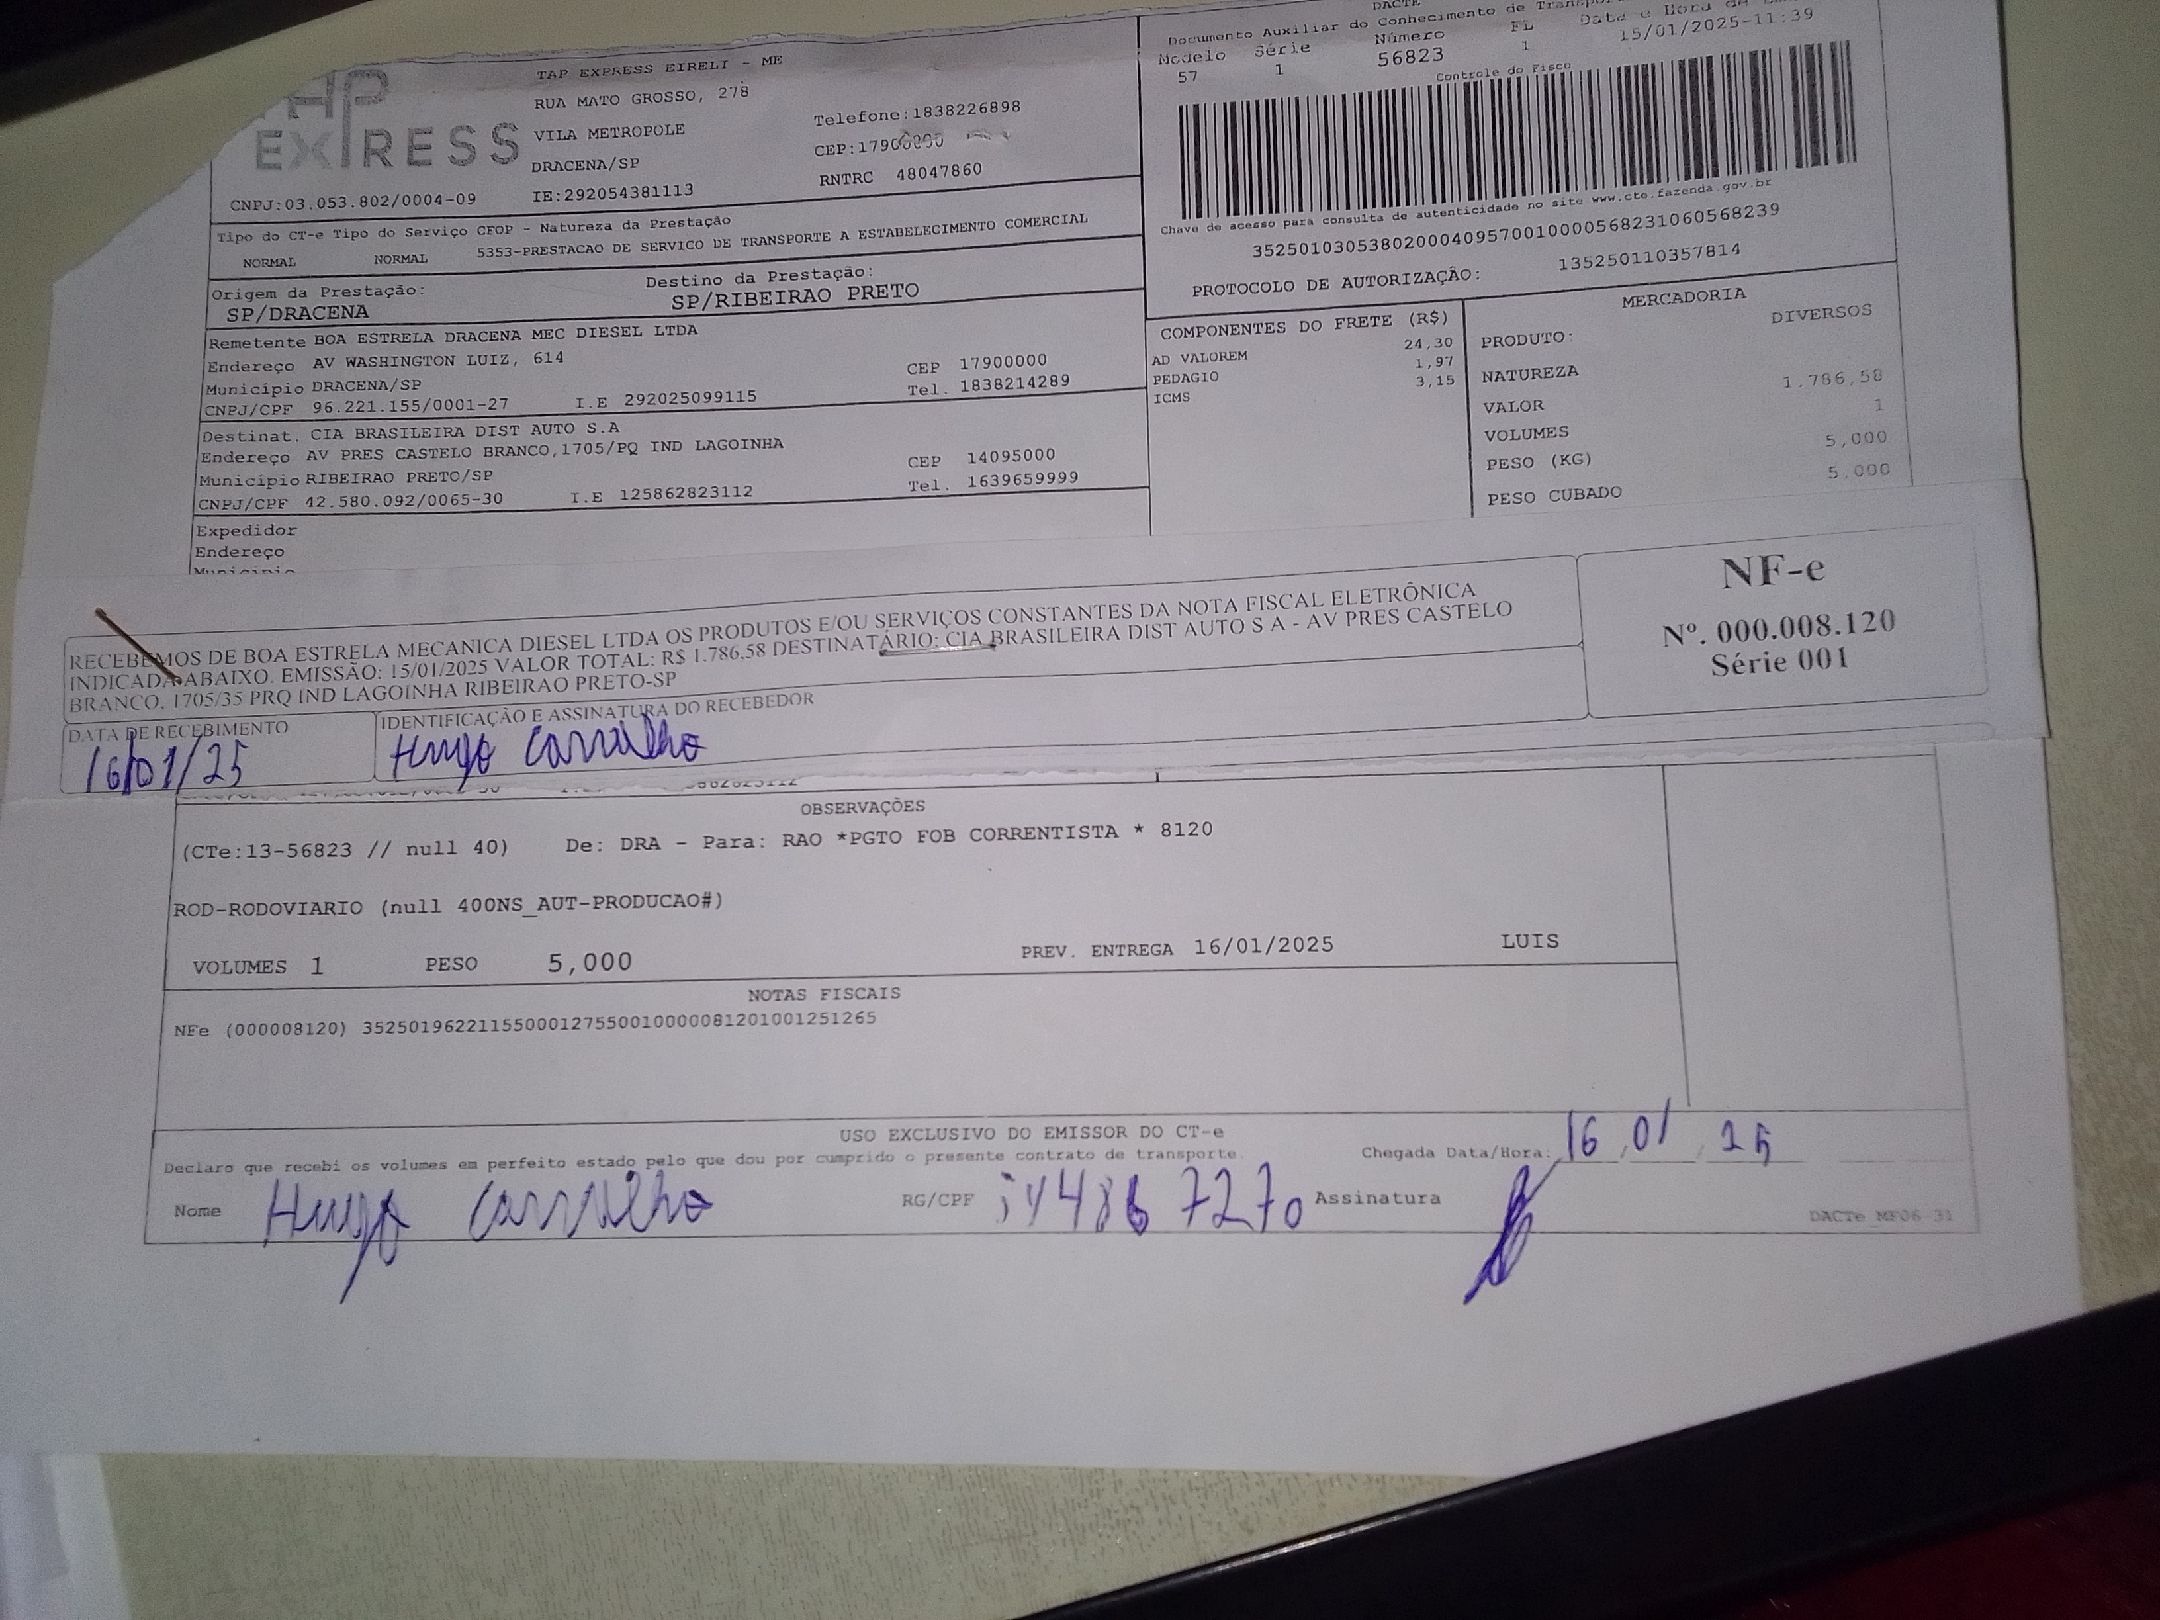 DACTE
TAP EXPRESS EIRELI - ME
RUA MATO GROSSO, 278
VILA METROPOLE
DRACENA/SP
Telefone:1838226898
CEP:17900000
RNTRC 48047860
EXPRESS
CNPJ:03.053.802/0004-09 IE:292054381113
Documento Auxiliar do Conhecimento de
Modelo Série Número FL Data e Hora de
57 1 56823 1 15/01/2025-11:39
Controle do Fisco
Chave de acesso para consulta de autenticidade no site www.cte.fazenda.gov.br
35250103053802000409570010000568231060568239
PROTOCOLO DE AUTORIZAÇÃO: 135250110357814
Tipo do CT-e Tipo do Serviço CFOP - Natureza da Prestação
NORMAL NORMAL 5353-PRESTACAO DE SERVICO DE TRANSPORTE A ESTABELECIMENTO COMERCIAL
Origem da Prestação: Destino da Prestação:
SP/DRACENA SP/RIBEIRAO PRETO
Remetente BOA ESTRELA DRACENA MEC DIESEL LTDA
Endereço AV WASHINGTON LUIZ, 614 CEP 17900000
Município DRACENA/SP Tel. 1838214289
CNPJ/CPF 96.221.155/0001-27 I.E 292025099115
Destinat. CIA BRASILEIRA DIST AUTO S.A
Endereço AV PRES CASTELO BRANCO,1705/PQ IND LAGOINHA CEP 14095000
Município RIBEIRAO PRETO/SP Tel. 1639659999
CNPJ/CPF 42.580.092/0065-30 I.E 125862823112
Expedidor
Endereço
Município
COMPONENTES DO FRETE (R$)
AD VALOREM 24,30
PEDAGIO 1,97
ICMS 3,15
MERCADORIA
PRODUTO: DIVERSOS
NATUREZA
VALOR 1.786,58
VOLUMES 1
PESO (KG) 5,000
PESO CUBADO 5,000
RECEBEMOS DE BOA ESTRELA MECANICA DIESEL LTDA OS PRODUTOS E/OU SERVIÇOS CONSTANTES DA NOTA FISCAL ELETRÔNICA
INDICADA ABAIXO. EMISSÃO: 15/01/2025 VALOR TOTAL: R$ 1.786,58 DESTINATÁRIO: CIA BRASILEIRA DIST AUTO S A - AV PRES CASTELO
BRANCO, 1705/35 PRQ IND LAGOINHA RIBEIRAO PRETO-SP
NF-e
Nº. 000.008.120
Série 001
DATA DE RECEBIMENTO IDENTIFICAÇÃO E ASSINATURA DO RECEBEDOR
16/01/25 Hugo Carvalho
OBSERVAÇÕES
(CTe:13-56823 // null 40) De: DRA - Para: RAO *PGTO FOB CORRENTISTA * 8120
ROD-RODOVIARIO (null 400NS_AUT-PRODUCAO#)
VOLUMES 1 PESO 5,000 PREV. ENTREGA 16/01/2025 LUIS
NOTAS FISCAIS
NFe (000008120) 35250196221155000127550010000081201001251265
USO EXCLUSIVO DO EMISSOR DO CT-e
Declaro que recebi os volumes em perfeito estado pelo que dou por cumprido o presente contrato de transporte. Chegada Data/Hora: 16 01 25
Nome Hugo Carvalho RG/CPF Assinatura
DACTe_MF06-31